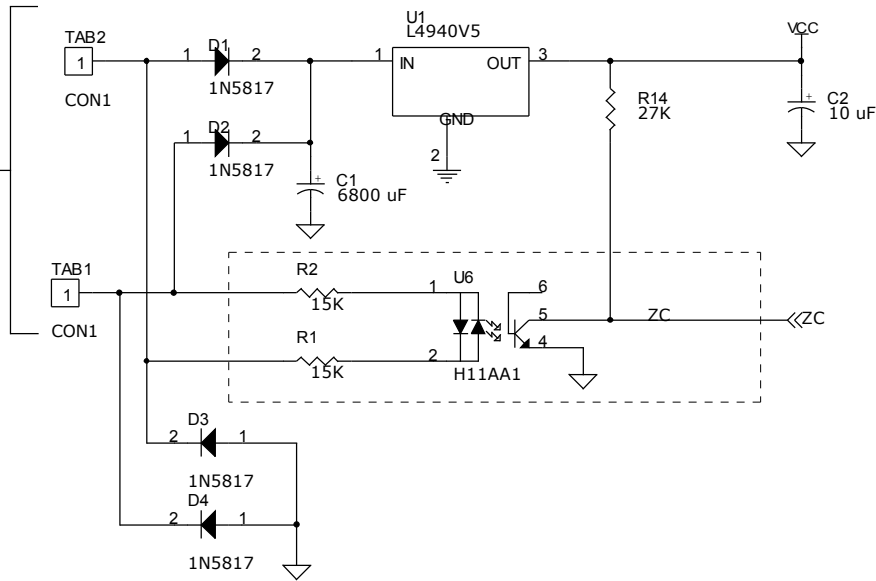 U1
L4940V5
TAB2
1
CON1
D1
1 2
1N5817
1 IN OUT 3
GND
2
VCC
R14
27K
C2
+
10 uF
D2
1 2
1N5817
C1
+
6800 uF
TAB1
1
CON1
R2
15K
1
U6
6
5
ZC
ZC
4
R1
15K
2
H11AA1
D3
2 1
1N5817
D4
2 1
1N5817